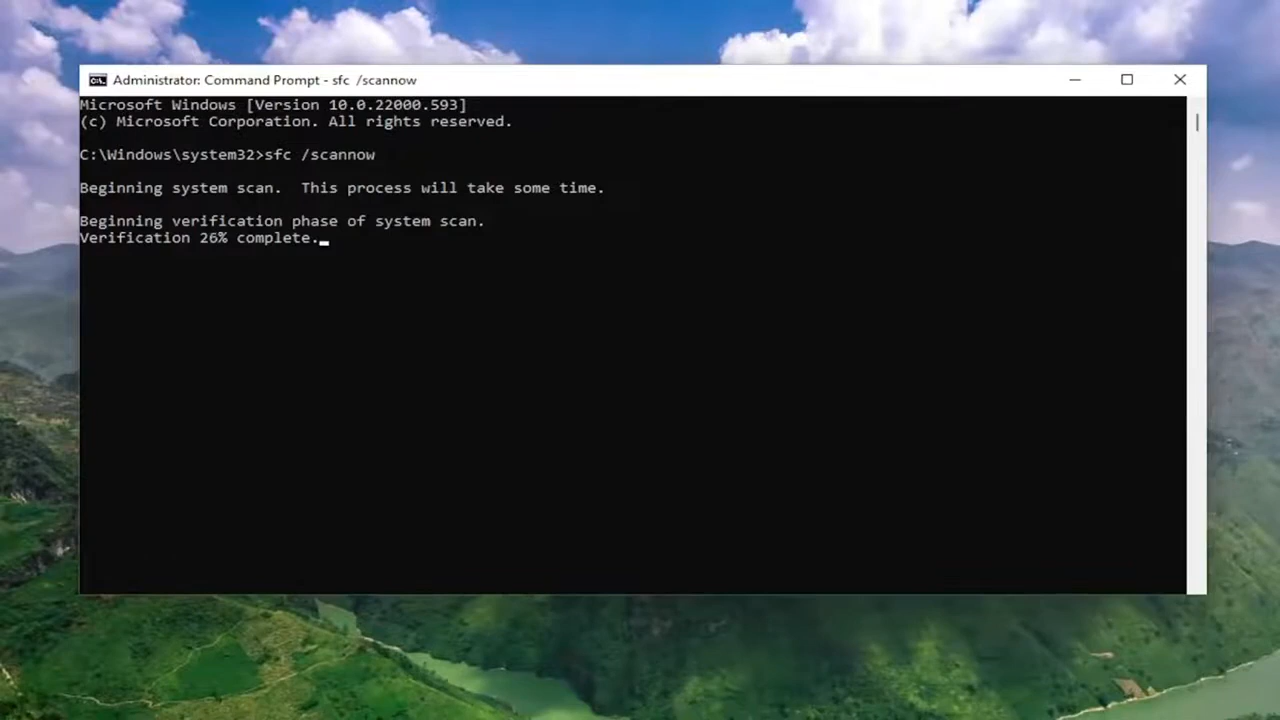 Administrator: Command Prompt - sfc /scannow
Microsoft Windows [Version 10.0.22000.593]
(c) Microsoft Corporation. All rights reserved.
C:\Windows\system32>sfc /scannow
Beginning system scan.  This process will take some time.
Beginning verification phase of system scan.
Verification 26% complete.